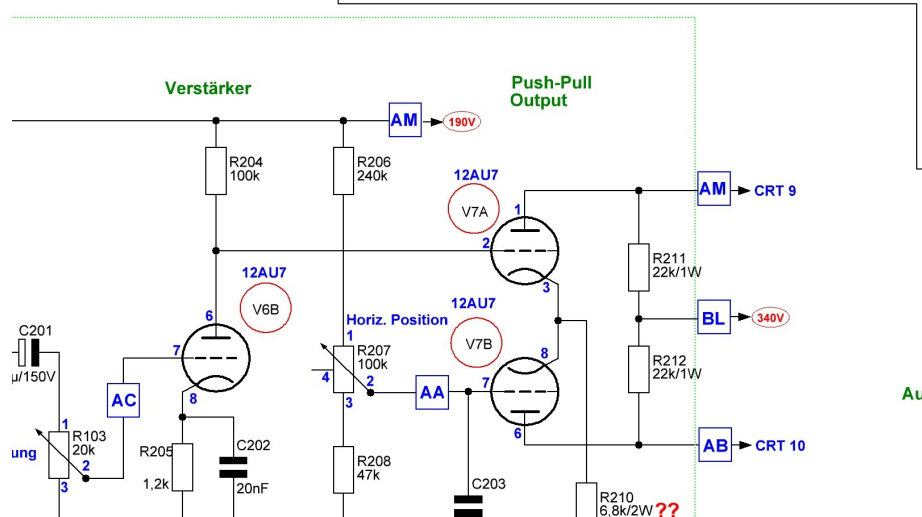 Verstärker
Push-Pull
Output
AM
190V
R204
100k
R206
240k
12AU7
V7A
1
2
3
AM
CRT 9
R211
22k/1W
12AU7
V6B
6
7
8
12AU7
V7B
Horiz. Position
1
R207
100k
4
2
3
AA
8
7
6
BL
340V
R212
22k/1W
C201
µ/150V
AC
1
R103
20k
ung
2
3
R205
1,2k
C202
20nF
R208
47k
C203
R210
6,8k/2W ??
AB
CRT 10
Au